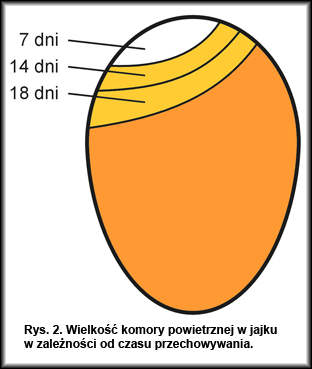 7 dni
14 dni
18 dni
Rys. 2. Wielkość komory powietrznej w jajku
w zależności od czasu przechowywania.